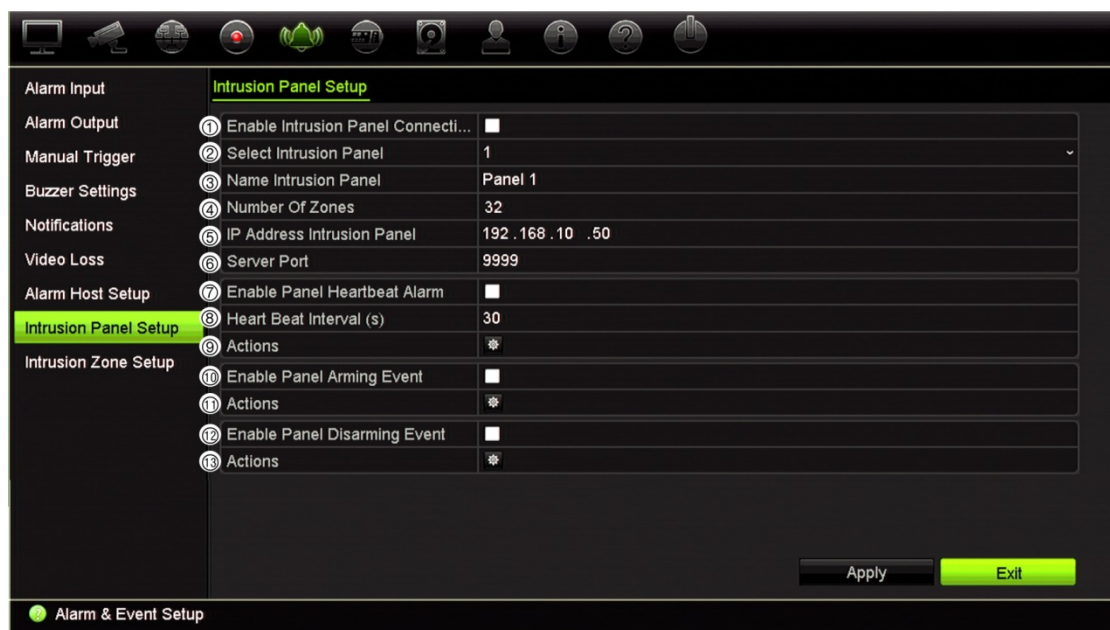 Alarm Input
Alarm Output
Manual Trigger
Buzzer Settings
Notifications
Video Loss
Alarm Host Setup
Intrusion Panel Setup
Intrusion Zone Setup
Intrusion Panel Setup
① Enable Intrusion Panel Connecti...
② Select Intrusion Panel 1
③ Name Intrusion Panel Panel 1
④ Number Of Zones 32
⑤ IP Address Intrusion Panel 192 .168 .10 .50
⑥ Server Port 9999
⑦ Enable Panel Heartbeat Alarm
⑧ Heart Beat Interval (s) 30
⑨ Actions
⑩ Enable Panel Arming Event
⑪ Actions
⑫ Enable Panel Disarming Event
⑬ Actions
Apply Exit
Alarm & Event Setup